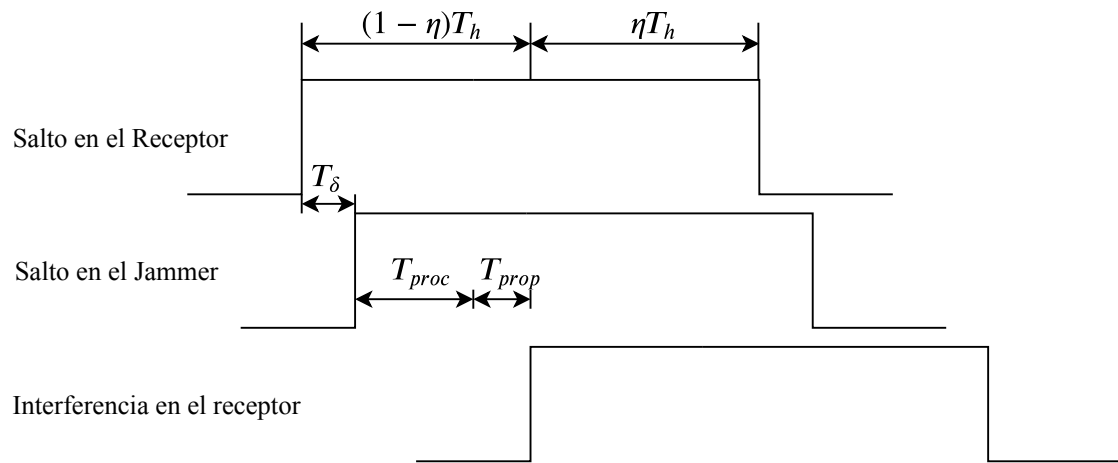 (1 − η)T_h
ηT_h
Salto en el Receptor
T_δ
Salto en el Jammer
T_proc
T_prop
Interferencia en el receptor